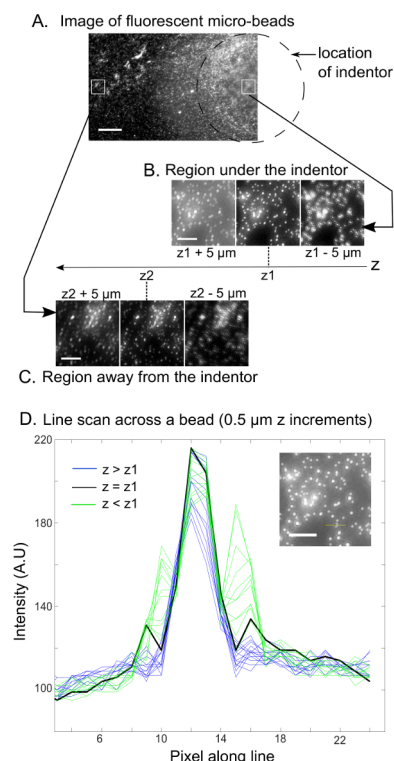 A. Image of fluorescent micro-beads
location
of indentor
B. Region under the indentor
z1 + 5 μm
z1 - 5 μm
z2
z1
z
z2 + 5 μm
z2 - 5 μm
C. Region away from the indentor
D. Line scan across a bead (0.5 μm z increments)
220
180
140
100
Intensity (A.U)
z > z1
z = z1
z < z1
6
10
14
18
22
Pixel along line